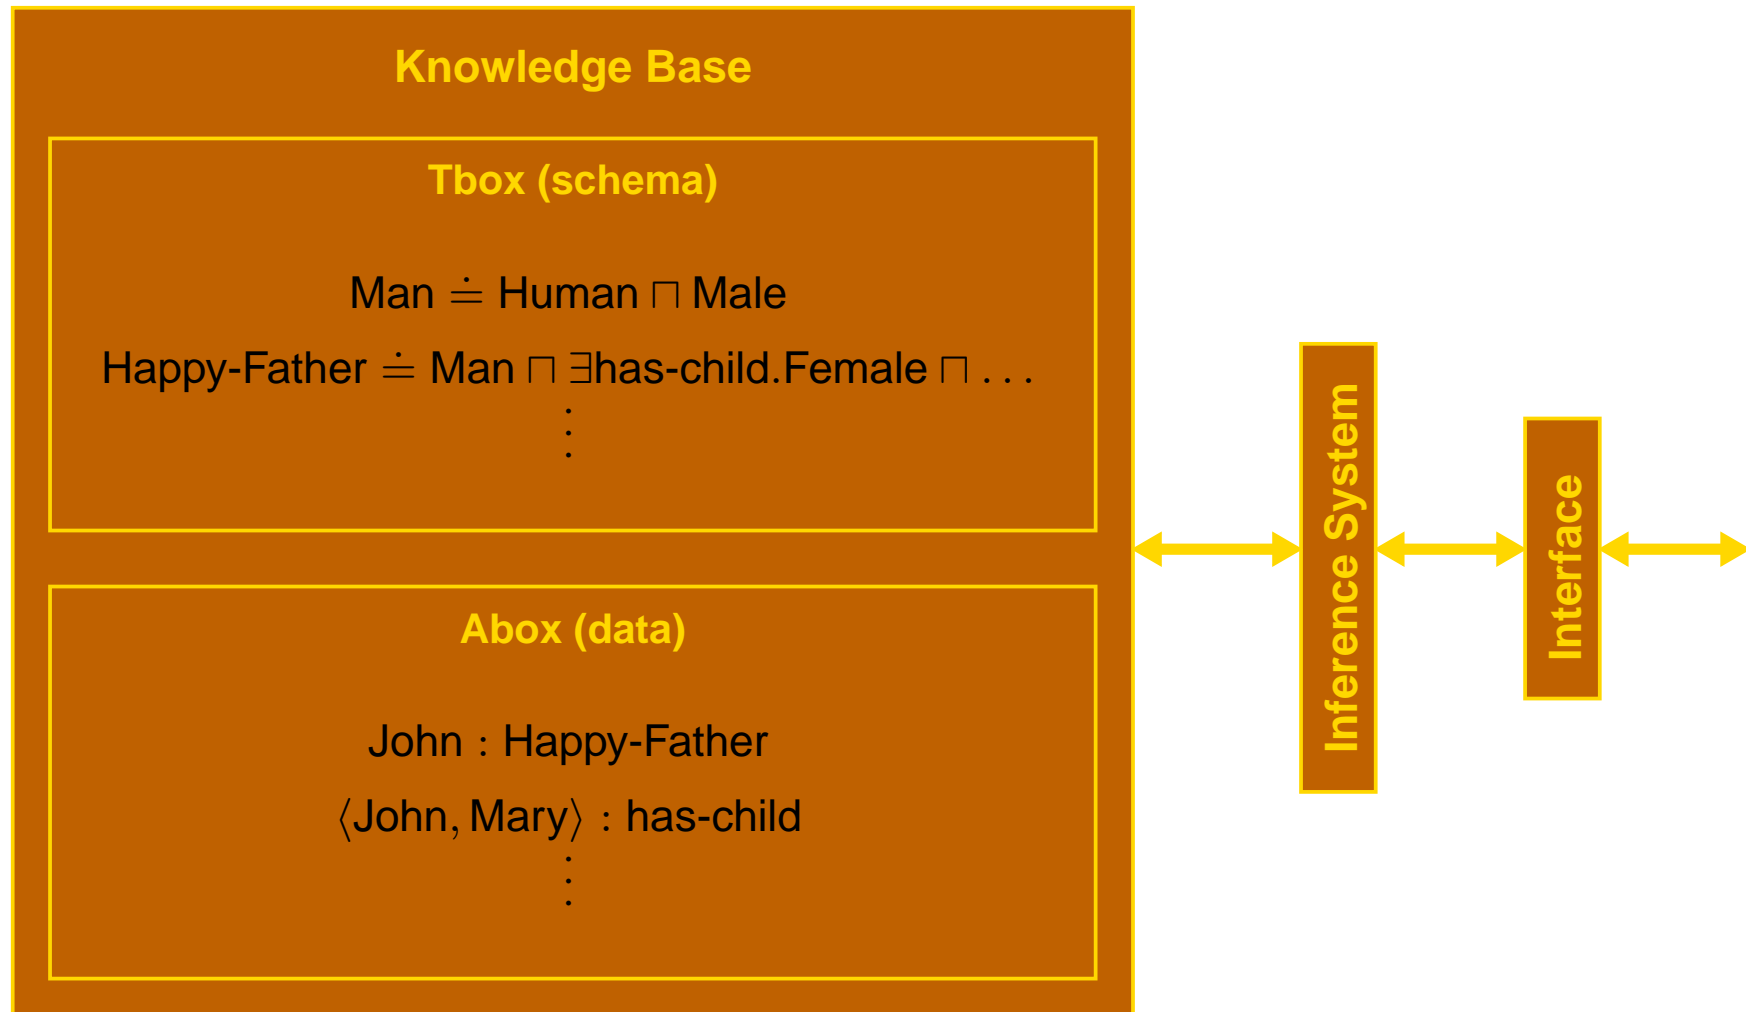 Knowledge Base
Tbox (schema)
Man ≐ Human ⊓ Male
Happy-Father ≐ Man ⊓ ∃has-child.Female ⊓ …
⋮
Abox (data)
John : Happy-Father
⟨John, Mary⟩ : has-child
⋮
Inference System
Interface